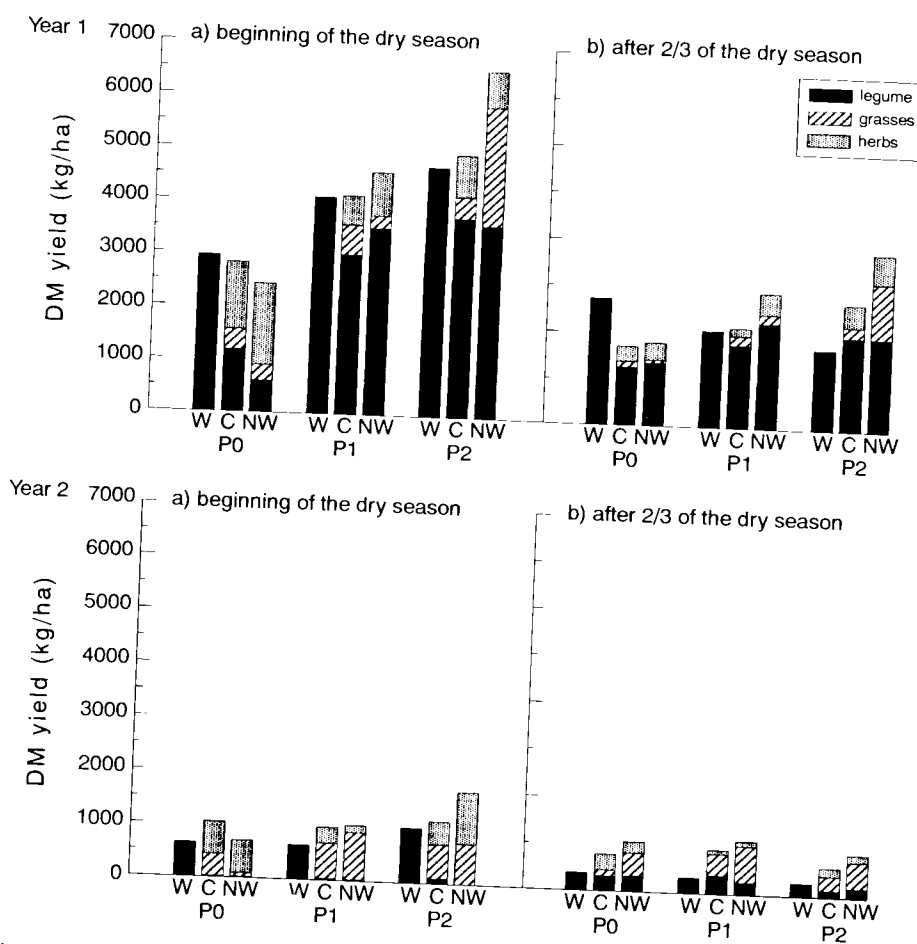 Year 1
a) beginning of the dry season
b) after 2/3 of the dry season
DM yield (kg/ha)
7000
6000
5000
4000
3000
2000
1000
0
legume
grasses
herbs
W C NW W C NW W C NW W C NW W C NW W C NW
P0 P1 P2 P0 P1 P2
Year 2
a) beginning of the dry season
b) after 2/3 of the dry season
DM yield (kg/ha)
7000
6000
5000
4000
3000
2000
1000
0
W C NW W C NW W C NW W C NW W C NW W C NW
P0 P1 P2 P0 P1 P2